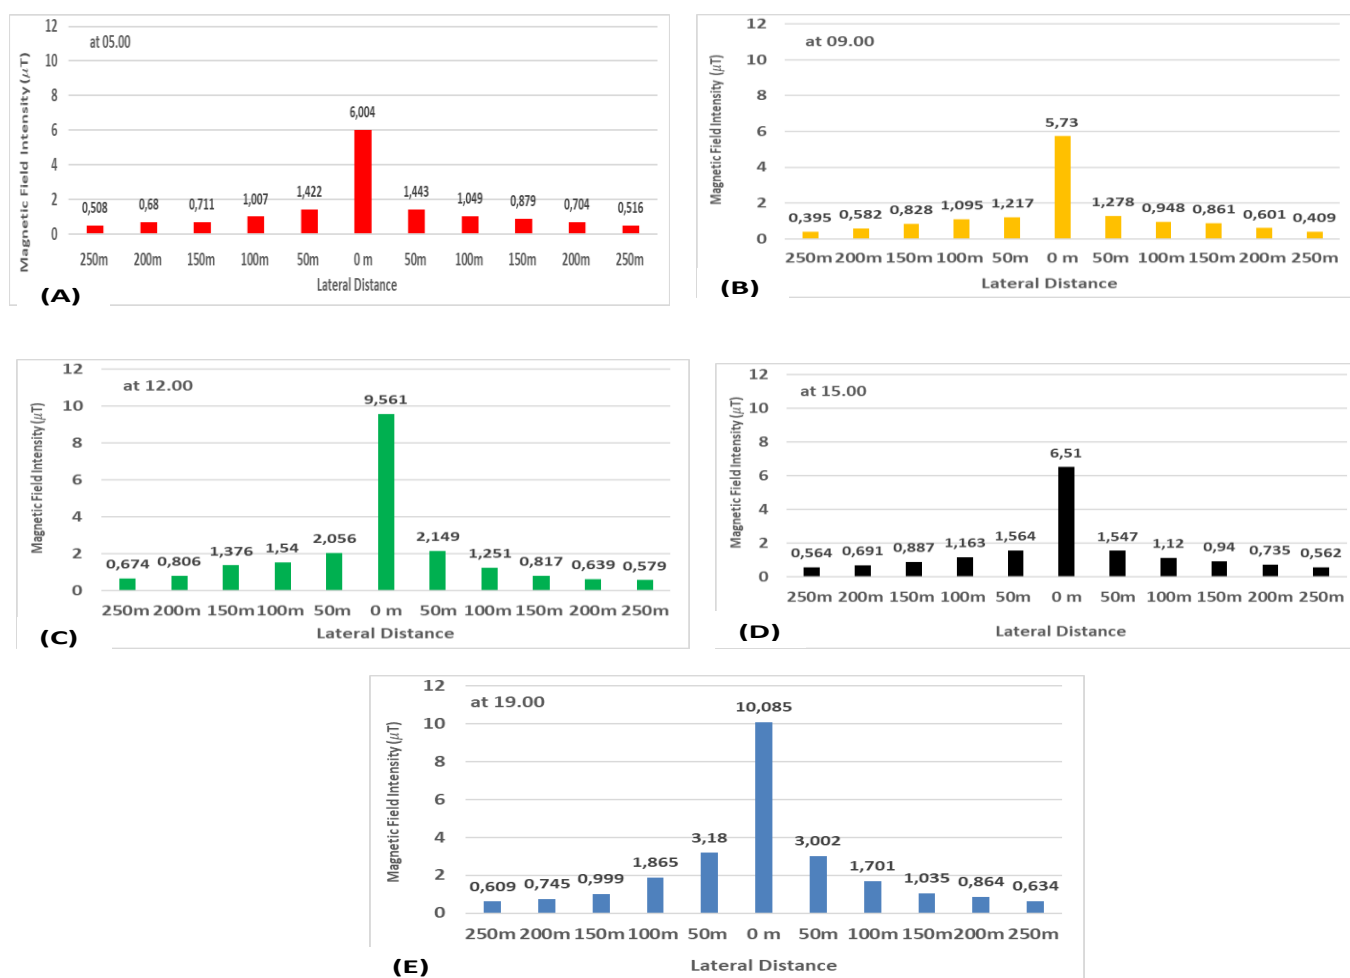 at 05.00
Magnetic Field Intensity (µT)
12
10
8
6
4
2
0
0,508 0,68 0,711 1,007 1,422 6,004 1,443 1,049 0,879 0,704 0,516
250m 200m 150m 100m 50m 0 m 50m 100m 150m 200m 250m
Lateral Distance
(A)
at 09.00
Magnetic Field Intensity (µT)
12
10
8
6
4
2
0
0,395 0,582 0,828 1,095 1,217 5,73 1,278 0,948 0,861 0,601 0,409
250m 200m 150m 100m 50m 0 m 50m 100m 150m 200m 250m
Lateral Distance
(B)
at 12.00
Magnetic Field Intensity (µT)
12
10
8
6
4
2
0
0,674 0,806 1,376 1,54 2,056 9,561 2,149 1,251 0,817 0,639 0,579
250m 200m 150m 100m 50m 0 m 50m 100m 150m 200m 250m
Lateral Distance
(C)
at 15.00
Magnetic Field Intensity (µT)
12
10
8
6
4
2
0
0,564 0,691 0,887 1,163 1,564 6,51 1,547 1,12 0,94 0,735 0,562
250m 200m 150m 100m 50m 0 m 50m 100m 150m 200m 250m
Lateral Distance
(D)
at 19.00
Magnetic Field Intensity (µT)
12
10
8
6
4
2
0
0,609 0,745 0,999 1,865 3,18 10,085 3,002 1,701 1,035 0,864 0,634
250m 200m 150m 100m 50m 0 m 50m 100m 150m 200m 250m
Lateral Distance
(E)